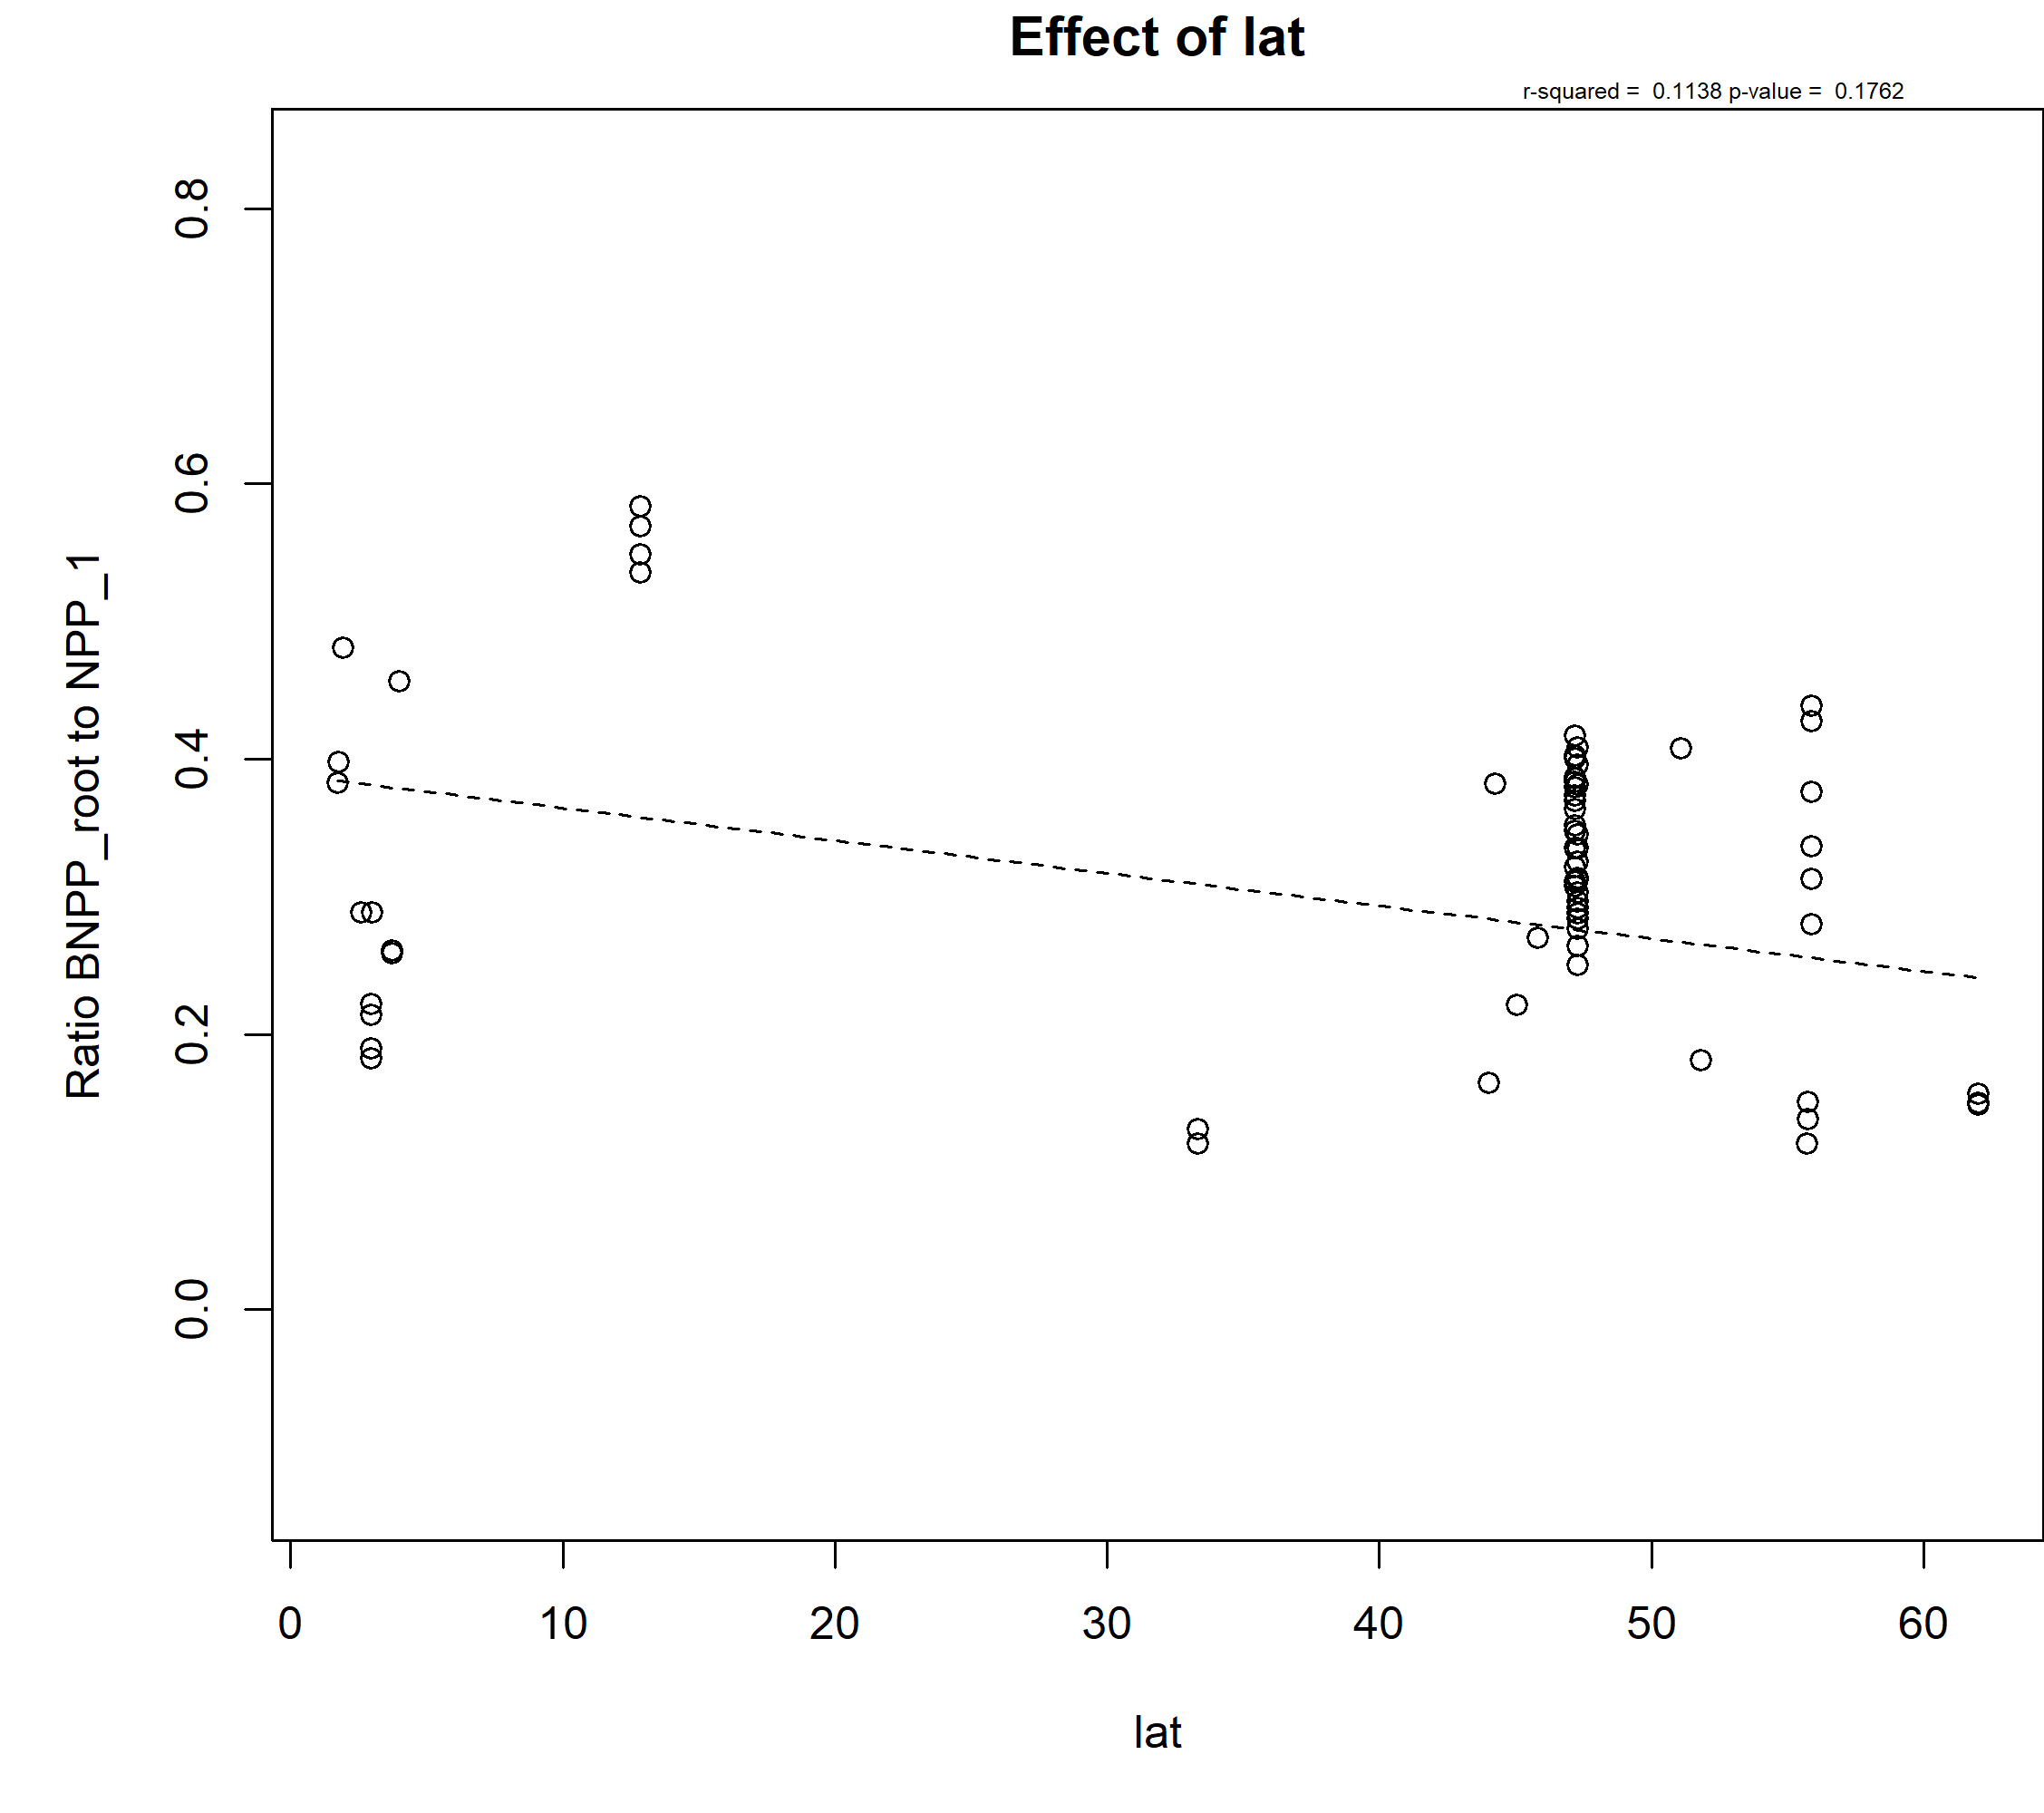 Effect of lat
r-squared = 0.1138 p-value = 0.1762
Ratio BNPP_root to NPP_1
0.8
0.6
0.4
0.2
0.0
0 10 20 30 40 50 60
lat